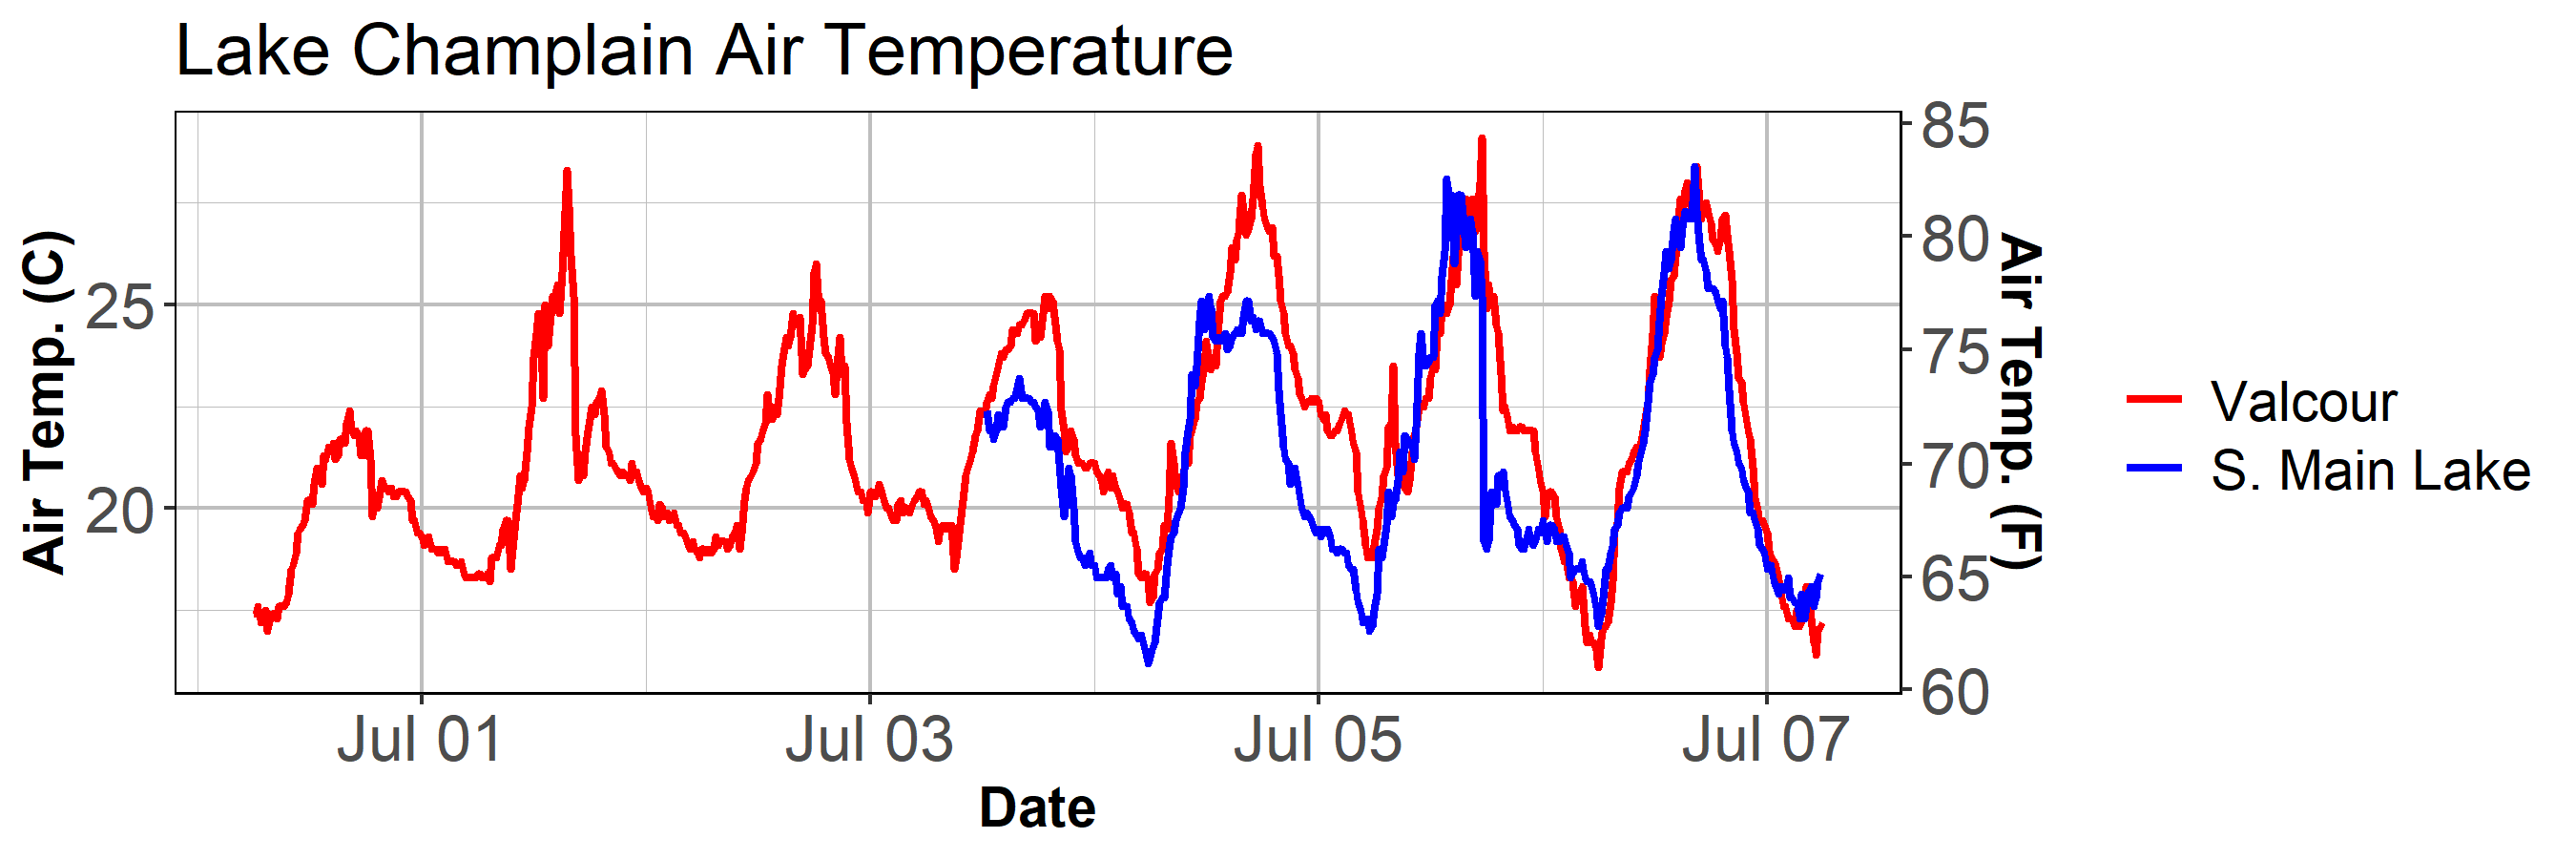 Lake Champlain Air Temperature
Air Temp. (C)
25
20
85
80
75
70
65
60
Air Temp. (F)
Valcour
S. Main Lake
Jul 01
Jul 03
Jul 05
Jul 07
Date